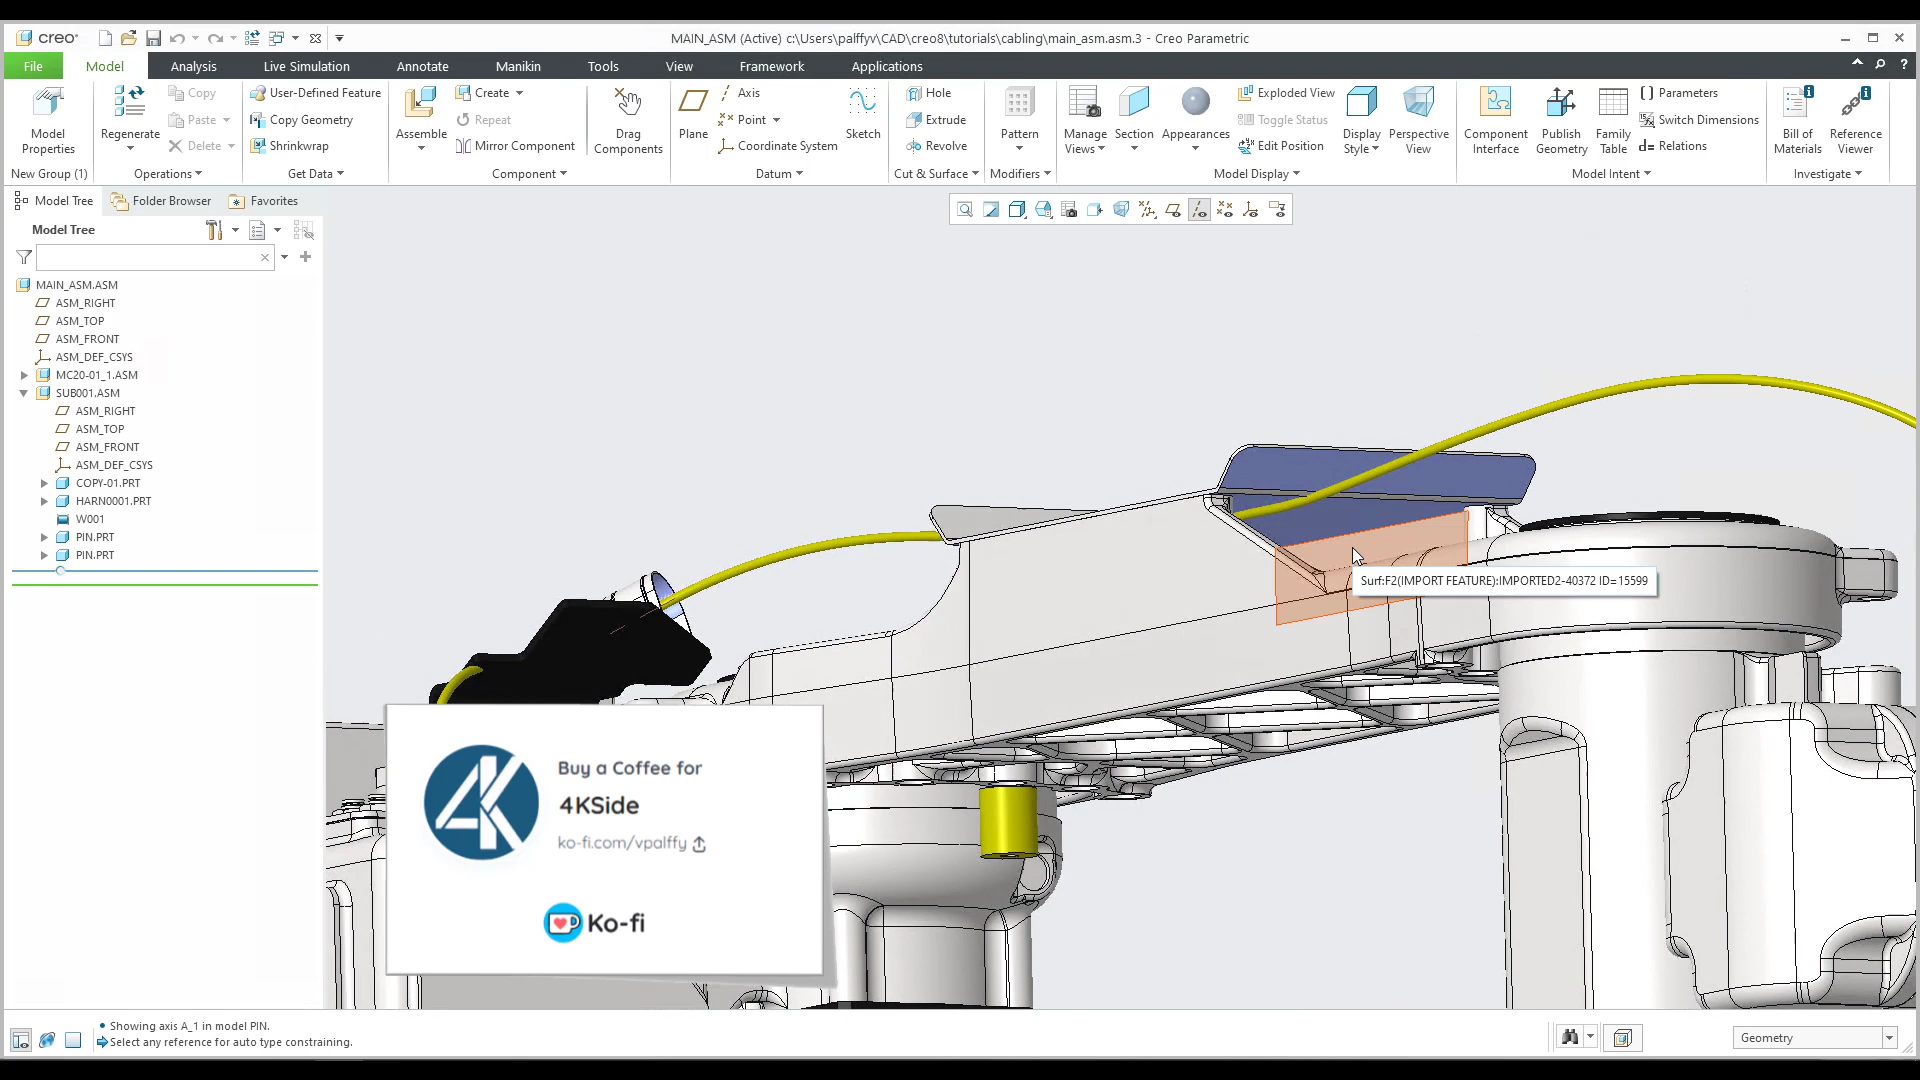 creo
MAIN_ASM (Active) c:\Users\palffyv\CAD\creo8\tutorials\cabling\main_asm.asm.3 - Creo Parametric
File
Model
Analysis
Live Simulation
Annotate
Manikin
Tools
View
Framework
Applications
Model Properties
New Group (1)
Regenerate
Copy
Paste
Delete
Operations
User-Defined Feature
Copy Geometry
Shrinkwrap
Get Data
Assemble
Create
Repeat
Mirror Component
Drag Components
Component
Plane
Axis
Point
Coordinate System
Sketch
Datum
Hole
Extrude
Revolve
Cut & Surface
Pattern
Modifiers
Manage Views
Section
Appearances
Exploded View
Toggle Status
Edit Position
Display Style
Perspective View
Model Display
Component Interface
Publish Geometry
Family Table
Parameters
Switch Dimensions
Relations
Model Intent
Bill of Materials
Reference Viewer
Investigate
Model Tree
Folder Browser
Favorites
Model Tree
MAIN_ASM.ASM
ASM_RIGHT
ASM_TOP
ASM_FRONT
ASM_DEF_CSYS
MC20-01_1.ASM
SUB001.ASM
ASM_RIGHT
ASM_TOP
ASM_FRONT
ASM_DEF_CSYS
COPY-01.PRT
HARN0001.PRT
W001
PIN.PRT
PIN.PRT
Surf:F2(IMPORT FEATURE):IMPORTED2-40372 ID=15599
4K
Buy a Coffee for
4KSide
ko-fi.com/vpalffy
Ko-fi
Showing axis A_1 in model PIN.
Select any reference for auto type constraining.
Geometry